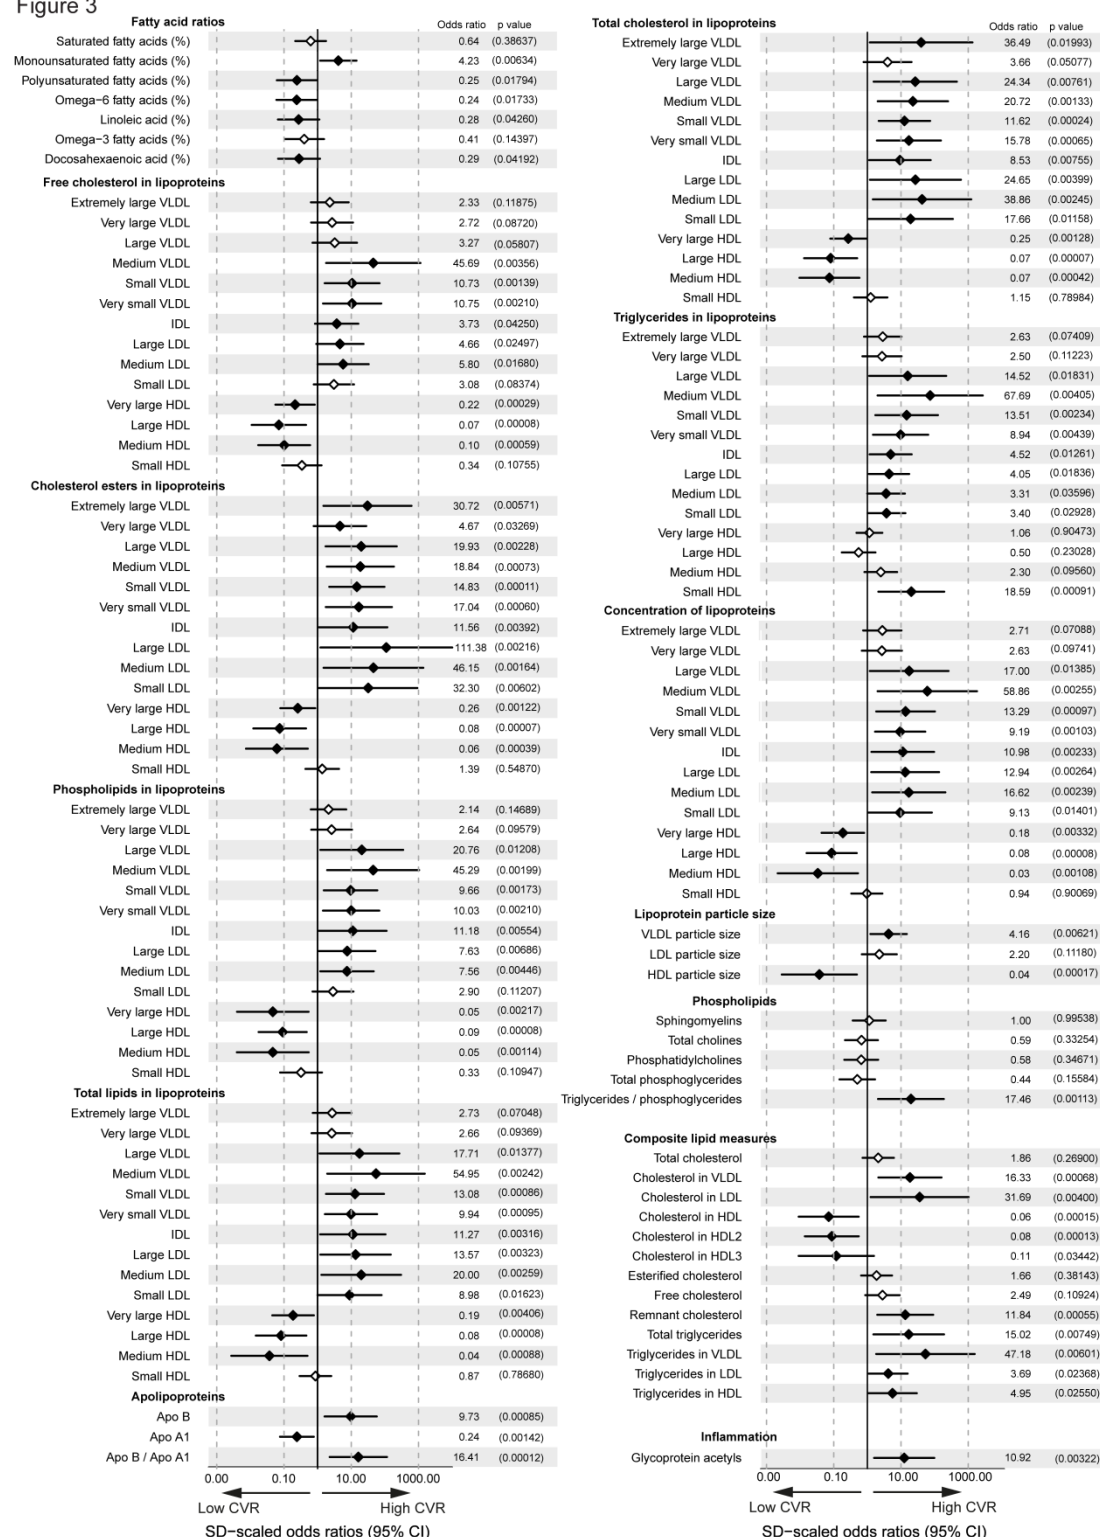 Figure 3
Fatty acid ratios Odds ratio p value
Saturated fatty acids (%) 0.64 (0.38637)
Monounsaturated fatty acids (%) 4.23 (0.00634)
Polyunsaturated fatty acids (%) 0.25 (0.01794)
Omega−6 fatty acids (%) 0.24 (0.01733)
Linoleic acid (%) 0.28 (0.04260)
Omega−3 fatty acids (%) 0.41 (0.14397)
Docosahexaenoic acid (%) 0.29 (0.04192)
Free cholesterol in lipoproteins
Extremely large VLDL 2.33 (0.11875)
Very large VLDL 2.72 (0.08720)
Large VLDL 3.27 (0.05807)
Medium VLDL 45.69 (0.00356)
Small VLDL 10.73 (0.00139)
Very small VLDL 10.75 (0.00210)
IDL 3.73 (0.04250)
Large LDL 4.66 (0.02497)
Medium LDL 5.80 (0.01680)
Small LDL 3.08 (0.08374)
Very large HDL 0.22 (0.00029)
Large HDL 0.07 (0.00008)
Medium HDL 0.10 (0.00059)
Small HDL 0.34 (0.10755)
Cholesterol esters in lipoproteins
Extremely large VLDL 30.72 (0.00571)
Very large VLDL 4.67 (0.03269)
Large VLDL 19.93 (0.00228)
Medium VLDL 18.84 (0.00073)
Small VLDL 14.83 (0.00011)
Very small VLDL 17.04 (0.00060)
IDL 11.56 (0.00392)
Large LDL 111.38 (0.00216)
Medium LDL 46.15 (0.00164)
Small LDL 32.30 (0.00602)
Very large HDL 0.26 (0.00122)
Large HDL 0.08 (0.00007)
Medium HDL 0.06 (0.00039)
Small HDL 1.39 (0.54870)
Phospholipids in lipoproteins
Extremely large VLDL 2.14 (0.14689)
Very large VLDL 2.64 (0.09579)
Large VLDL 20.76 (0.01208)
Medium VLDL 45.29 (0.00199)
Small VLDL 9.66 (0.00173)
Very small VLDL 10.03 (0.00210)
IDL 11.18 (0.00554)
Large LDL 7.63 (0.00686)
Medium LDL 7.56 (0.00446)
Small LDL 2.90 (0.11207)
Very large HDL 0.05 (0.00217)
Large HDL 0.09 (0.00008)
Medium HDL 0.05 (0.00114)
Small HDL 0.33 (0.10947)
Total lipids in lipoproteins
Extremely large VLDL 2.73 (0.07048)
Very large VLDL 2.66 (0.09369)
Large VLDL 17.71 (0.01377)
Medium VLDL 54.95 (0.00242)
Small VLDL 13.08 (0.00086)
Very small VLDL 9.94 (0.00095)
IDL 11.27 (0.00316)
Large LDL 13.57 (0.00323)
Medium LDL 20.00 (0.00259)
Small LDL 8.98 (0.01623)
Very large HDL 0.19 (0.00406)
Large HDL 0.08 (0.00008)
Medium HDL 0.04 (0.00088)
Small HDL 0.87 (0.78680)
Apolipoproteins
Apo B 9.73 (0.00085)
Apo A1 0.24 (0.00142)
Apo B / Apo A1 16.41 (0.00012)
0.00 0.10 10.00 1000.00
Low CVR High CVR
SD−scaled odds ratios (95% CI)
Total cholesterol in lipoproteins Odds ratio p value
Extremely large VLDL 36.49 (0.01993)
Very large VLDL 3.66 (0.05077)
Large VLDL 24.34 (0.00761)
Medium VLDL 20.72 (0.00133)
Small VLDL 11.62 (0.00024)
Very small VLDL 15.78 (0.00065)
IDL 8.53 (0.00755)
Large LDL 24.65 (0.00399)
Medium LDL 38.86 (0.00245)
Small LDL 17.66 (0.01158)
Very large HDL 0.25 (0.00128)
Large HDL 0.07 (0.00007)
Medium HDL 0.07 (0.00042)
Small HDL 1.15 (0.78984)
Triglycerides in lipoproteins
Extremely large VLDL 2.63 (0.07409)
Very large VLDL 2.50 (0.11223)
Large VLDL 14.52 (0.01831)
Medium VLDL 67.69 (0.00405)
Small VLDL 13.51 (0.00234)
Very small VLDL 8.94 (0.00439)
IDL 4.52 (0.01261)
Large LDL 4.05 (0.01836)
Medium LDL 3.31 (0.03596)
Small LDL 3.40 (0.02928)
Very large HDL 1.06 (0.90473)
Large HDL 0.50 (0.23028)
Medium HDL 2.30 (0.09560)
Small HDL 18.59 (0.00091)
Concentration of lipoproteins
Extremely large VLDL 2.71 (0.07088)
Very large VLDL 2.63 (0.09741)
Large VLDL 17.00 (0.01385)
Medium VLDL 58.86 (0.00255)
Small VLDL 13.29 (0.00097)
Very small VLDL 9.19 (0.00103)
IDL 10.98 (0.00233)
Large LDL 12.94 (0.00264)
Medium LDL 16.62 (0.00239)
Small LDL 9.13 (0.01401)
Very large HDL 0.18 (0.00332)
Large HDL 0.08 (0.00008)
Medium HDL 0.03 (0.00108)
Small HDL 0.94 (0.90069)
Lipoprotein particle size
VLDL particle size 4.16 (0.00621)
LDL particle size 2.20 (0.11180)
HDL particle size 0.04 (0.00017)
Phospholipids
Sphingomyelins 1.00 (0.99538)
Total cholines 0.59 (0.33254)
Phosphatidylcholines 0.58 (0.34671)
Total phosphoglycerides 0.44 (0.15584)
Triglycerides / phosphoglycerides 17.46 (0.00113)
Composite lipid measures
Total cholesterol 1.86 (0.26900)
Cholesterol in VLDL 16.33 (0.00068)
Cholesterol in LDL 31.69 (0.00400)
Cholesterol in HDL 0.06 (0.00015)
Cholesterol in HDL2 0.08 (0.00013)
Cholesterol in HDL3 0.11 (0.03442)
Esterified cholesterol 1.66 (0.38143)
Free cholesterol 2.49 (0.10924)
Remnant cholesterol 11.84 (0.00055)
Total triglycerides 15.02 (0.00749)
Triglycerides in VLDL 47.18 (0.00601)
Triglycerides in LDL 3.69 (0.02368)
Triglycerides in HDL 4.95 (0.02550)
Inflammation
Glycoprotein acetyls 10.92 (0.00322)
0.00 0.10 10.00 1000.00
Low CVR High CVR
SD−scaled odds ratios (95% CI)